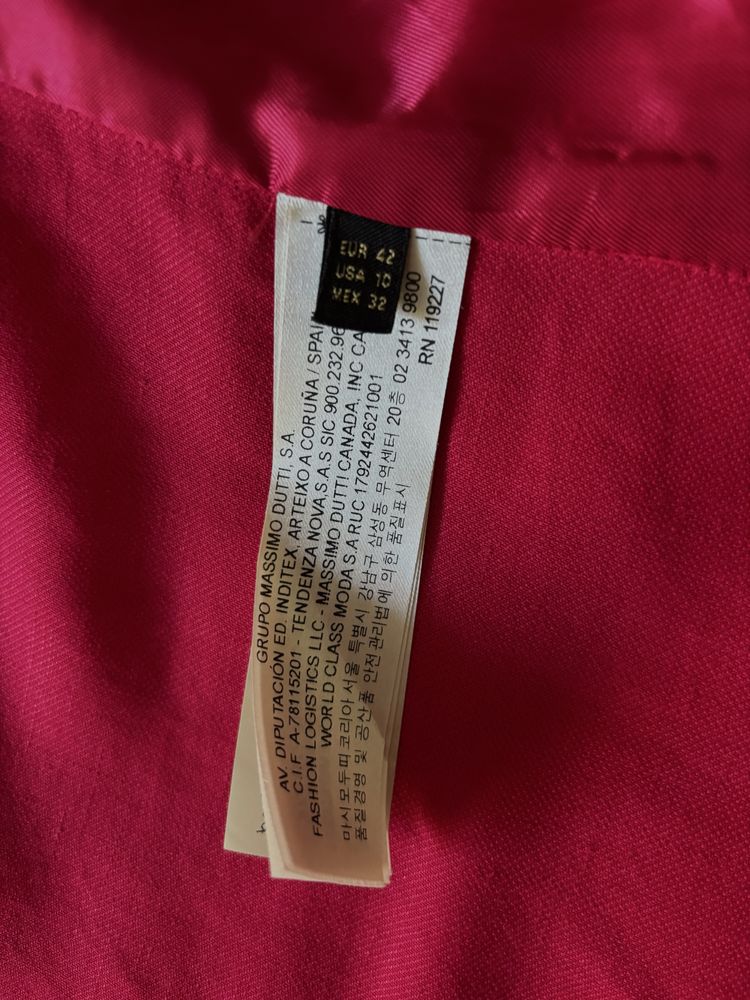 EUR 42
USA 10
MEX 32
GRUPO MASSIMO DUTTI, S.A.
AV. DIPUTACIÓN ED. INDITEX, ARTEIXO A CORUÑA / SPAIN
C.I.F A-78115201 - TENDENZA NOVA,S.A.S SIC 900.232.96
FASHION LOGISTICS LLC - MASSIMO DUTTI CANADA, INC CA
WORLD CLASS MODA S.A RUC 1792442621001
마시모두띠 코리아 서울 특별시 강남구 삼성동 무역센터 20층 02 3413 9800
품질경영 및 공산품 안전 관리법에 의한 품질표시
RN 119227